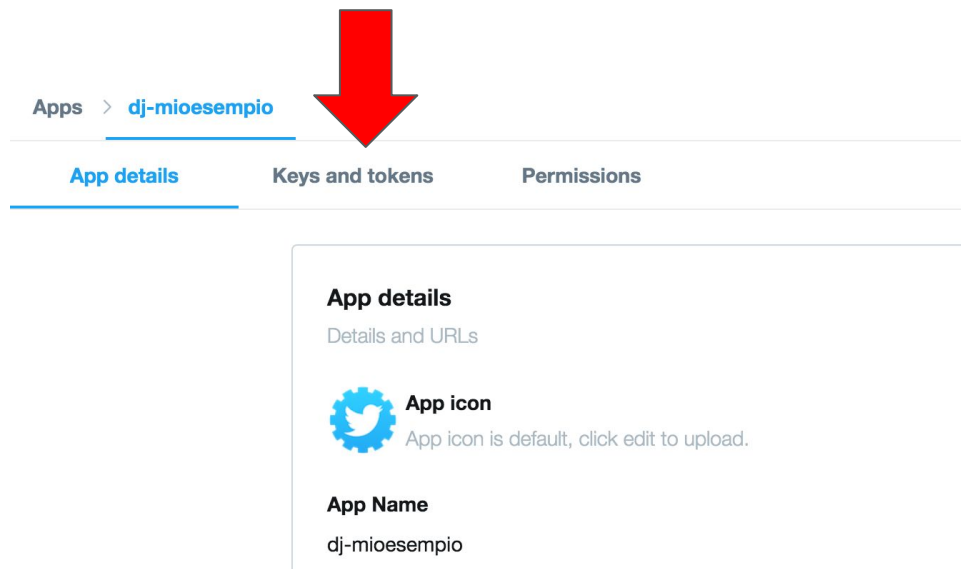 Apps > dj-mioesempio
App details Keys and tokens Permissions
App details
Details and URLs
App icon
App icon is default, click edit to upload.
App Name
dj-mioesempio